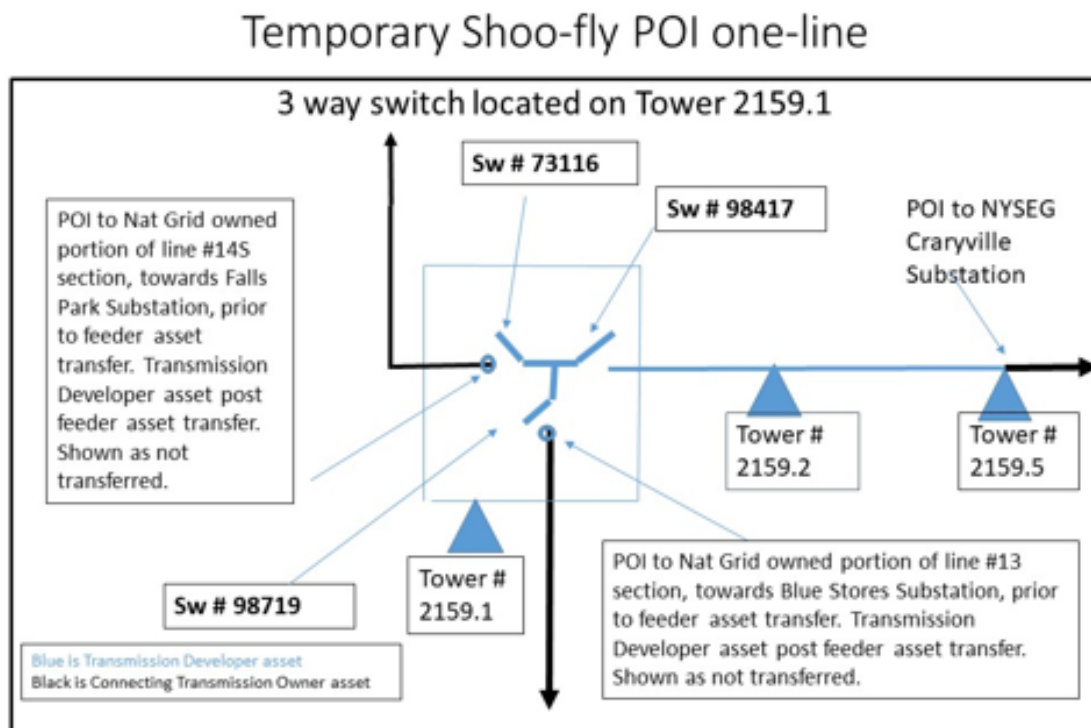 Temporary Shoo-fly POI one-line
3 way switch located on Tower 2159.1
Sw # 73116
Sw # 98417
POI to Nat Grid owned
portion of line #14S
section, towards Falls
Park Substation, prior
to feeder asset
transfer. Transmission
Developer asset post
feeder asset transfer.
Shown as not
transferred.
POI to NYSEG
Craryville
Substation
Tower #
2159.2
Tower #
2159.5
Tower #
2159.1
Sw # 98719
POI to Nat Grid owned portion of line #13
section, towards Blue Stores Substation, prior
to feeder asset transfer. Transmission
Developer asset post feeder asset transfer.
Shown as not transferred.
Blue is Transmission Developer asset
Black is Connecting Transmission Owner asset